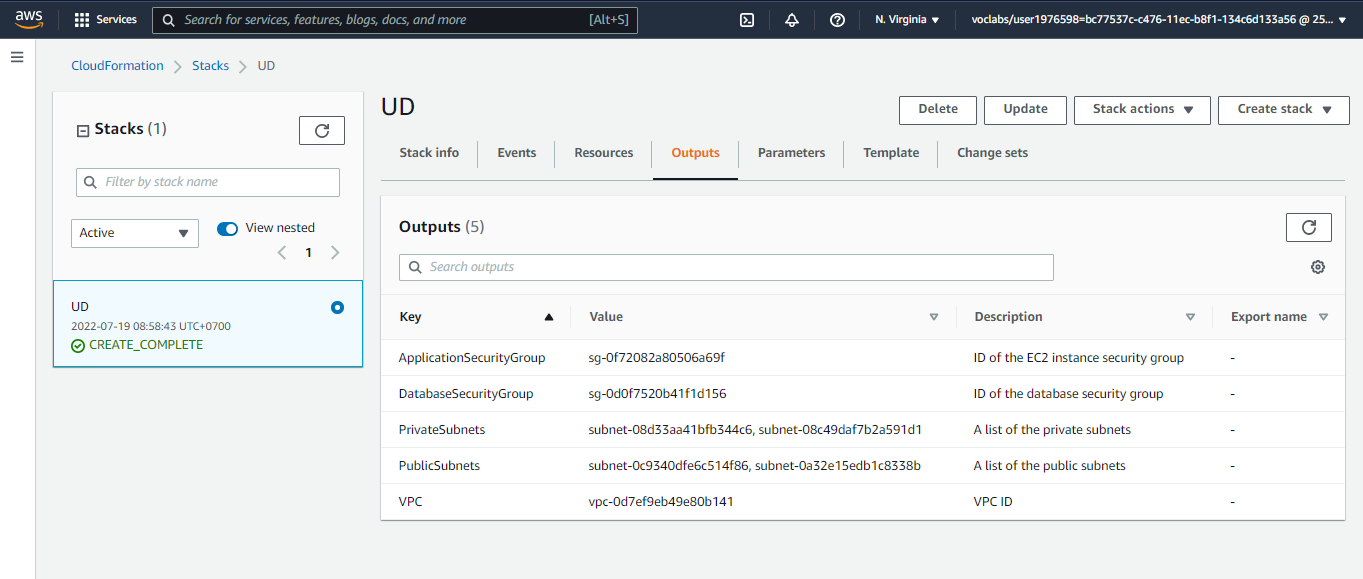 aws Services Search for services, features, blogs, docs, and more [Alt+S] N. Virginia voclabs/user1976598=bc77537c-c476-11ec-b8f1-134c6d133a56 @ 25...
CloudFormation Stacks UD
Stacks (1)
Filter by stack name
Active View nested
1
UD
2022-07-19 08:58:43 UTC+0700
CREATE_COMPLETE
UD Delete Update Stack actions Create stack
Stack info Events Resources Outputs Parameters Template Change sets
Outputs (5)
Search outputs
Key Value Description Export name
ApplicationSecurityGroup sg-0f72082a80506a69f ID of the EC2 instance security group -
DatabaseSecurityGroup sg-0d0f7520b41f1d156 ID of the database security group -
PrivateSubnets subnet-08d33aa41bfb344c6, subnet-08c49daf7b2a591d1 A list of the private subnets -
PublicSubnets subnet-0c9340dfe6c514f86, subnet-0a32e15edb1c8338b A list of the public subnets -
VPC vpc-0d7ef9eb49e80b141 VPC ID -